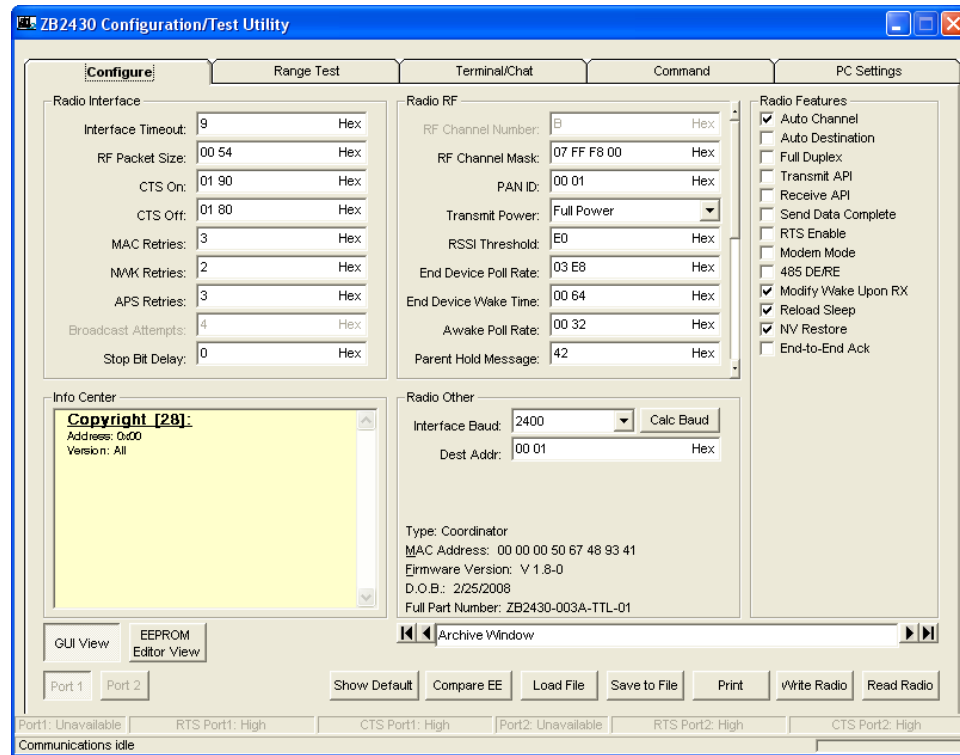 ZB2430 Configuration/Test Utility
Configure
Range Test
Terminal/Chat
Command
PC Settings
Radio Interface
Interface Timeout: 9 Hex
RF Packet Size: 00 54 Hex
CTS On: 01 90 Hex
CTS Off: 01 80 Hex
MAC Retries: 3 Hex
NWK Retries: 2 Hex
APS Retries: 3 Hex
Broadcast Attempts: 4 Hex
Stop Bit Delay: 0 Hex
Radio RF
RF Channel Number: B Hex
RF Channel Mask: 07 FF F8 00 Hex
PAN ID: 00 01 Hex
Transmit Power: Full Power
RSSI Threshold: E0 Hex
End Device Poll Rate: 03 E8 Hex
End Device Wake Time: 00 64 Hex
Awake Poll Rate: 00 32 Hex
Parent Hold Message: 42 Hex
Radio Features
Auto Channel
Auto Destination
Full Duplex
Transmit API
Receive API
Send Data Complete
RTS Enable
Modem Mode
485 DE/RE
Modify Wake Upon RX
Reload Sleep
NV Restore
End-to-End Ack
Info Center
Copyright [28]:
Address: 0x00
Version: All
Radio Other
Interface Baud: 2400 Calc Baud
Dest Addr: 00 01 Hex
Type: Coordinator
MAC Address: 00 00 00 50 67 48 93 41
Firmware Version: V 1.8-0
D.O.B.: 2/25/2008
Full Part Number: ZB2430-003A-TTL-01
GUI View
EEPROM
Editor View
Archive Window
Port 1
Port 2
Show Default
Compare EE
Load File
Save to File
Print
Write Radio
Read Radio
Port1: Unavailable
RTS Port1: High
CTS Port1: High
Port2: Unavailable
RTS Port2: High
CTS Port2: High
Communications idle